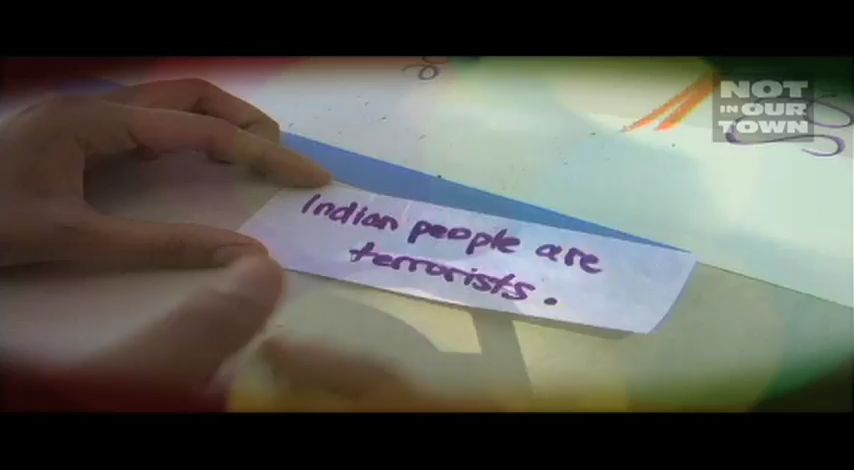 NOT
IN OUR
TOWN
Indian people are
terrorists.